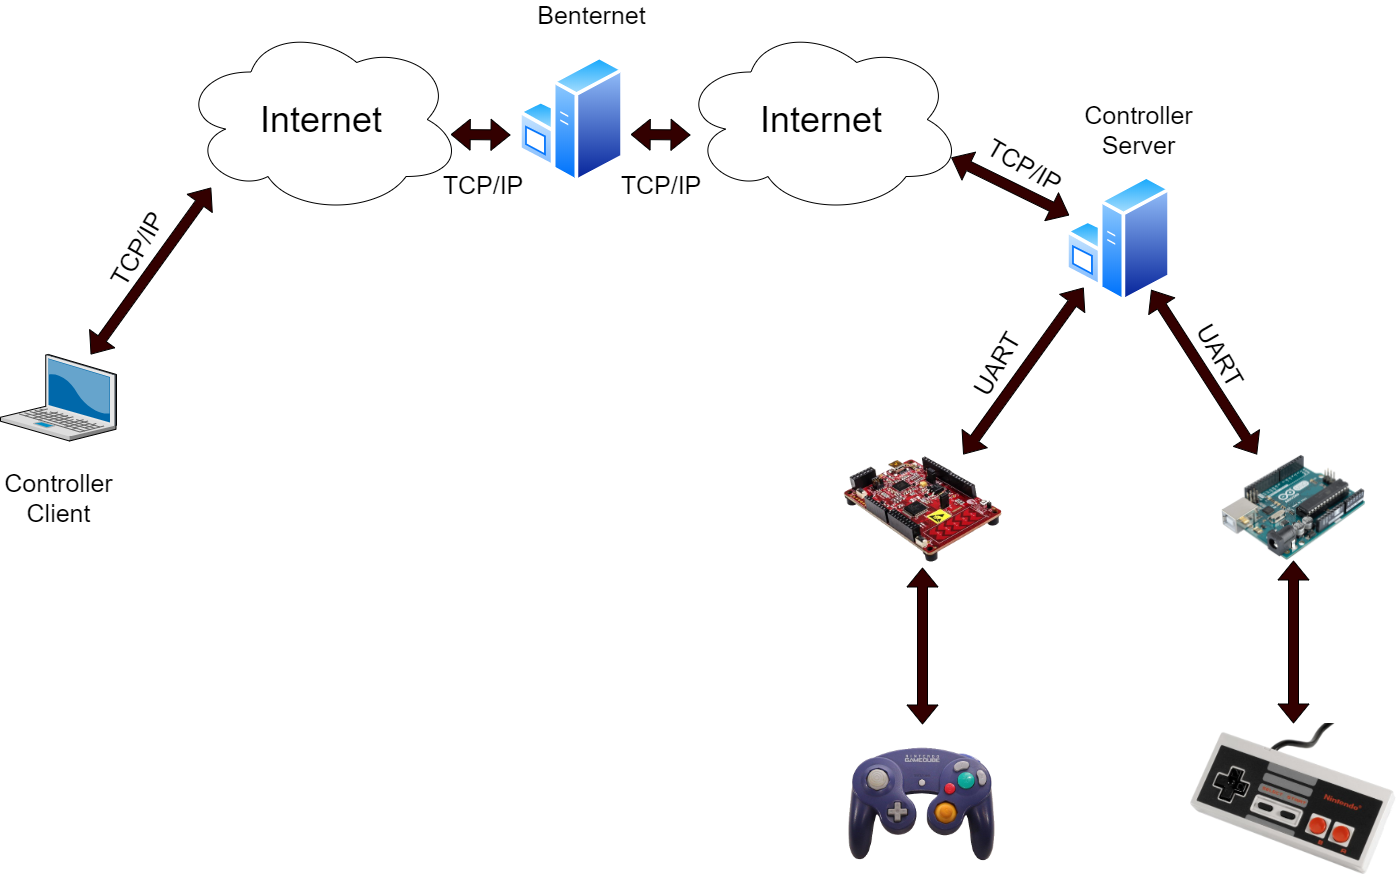 Benternet
Internet
Internet
Controller
Server
TCP/IP
TCP/IP
TCP/IP
TCP/IP
UART
UART
Controller
Client
GAMECUBE
Nintendo